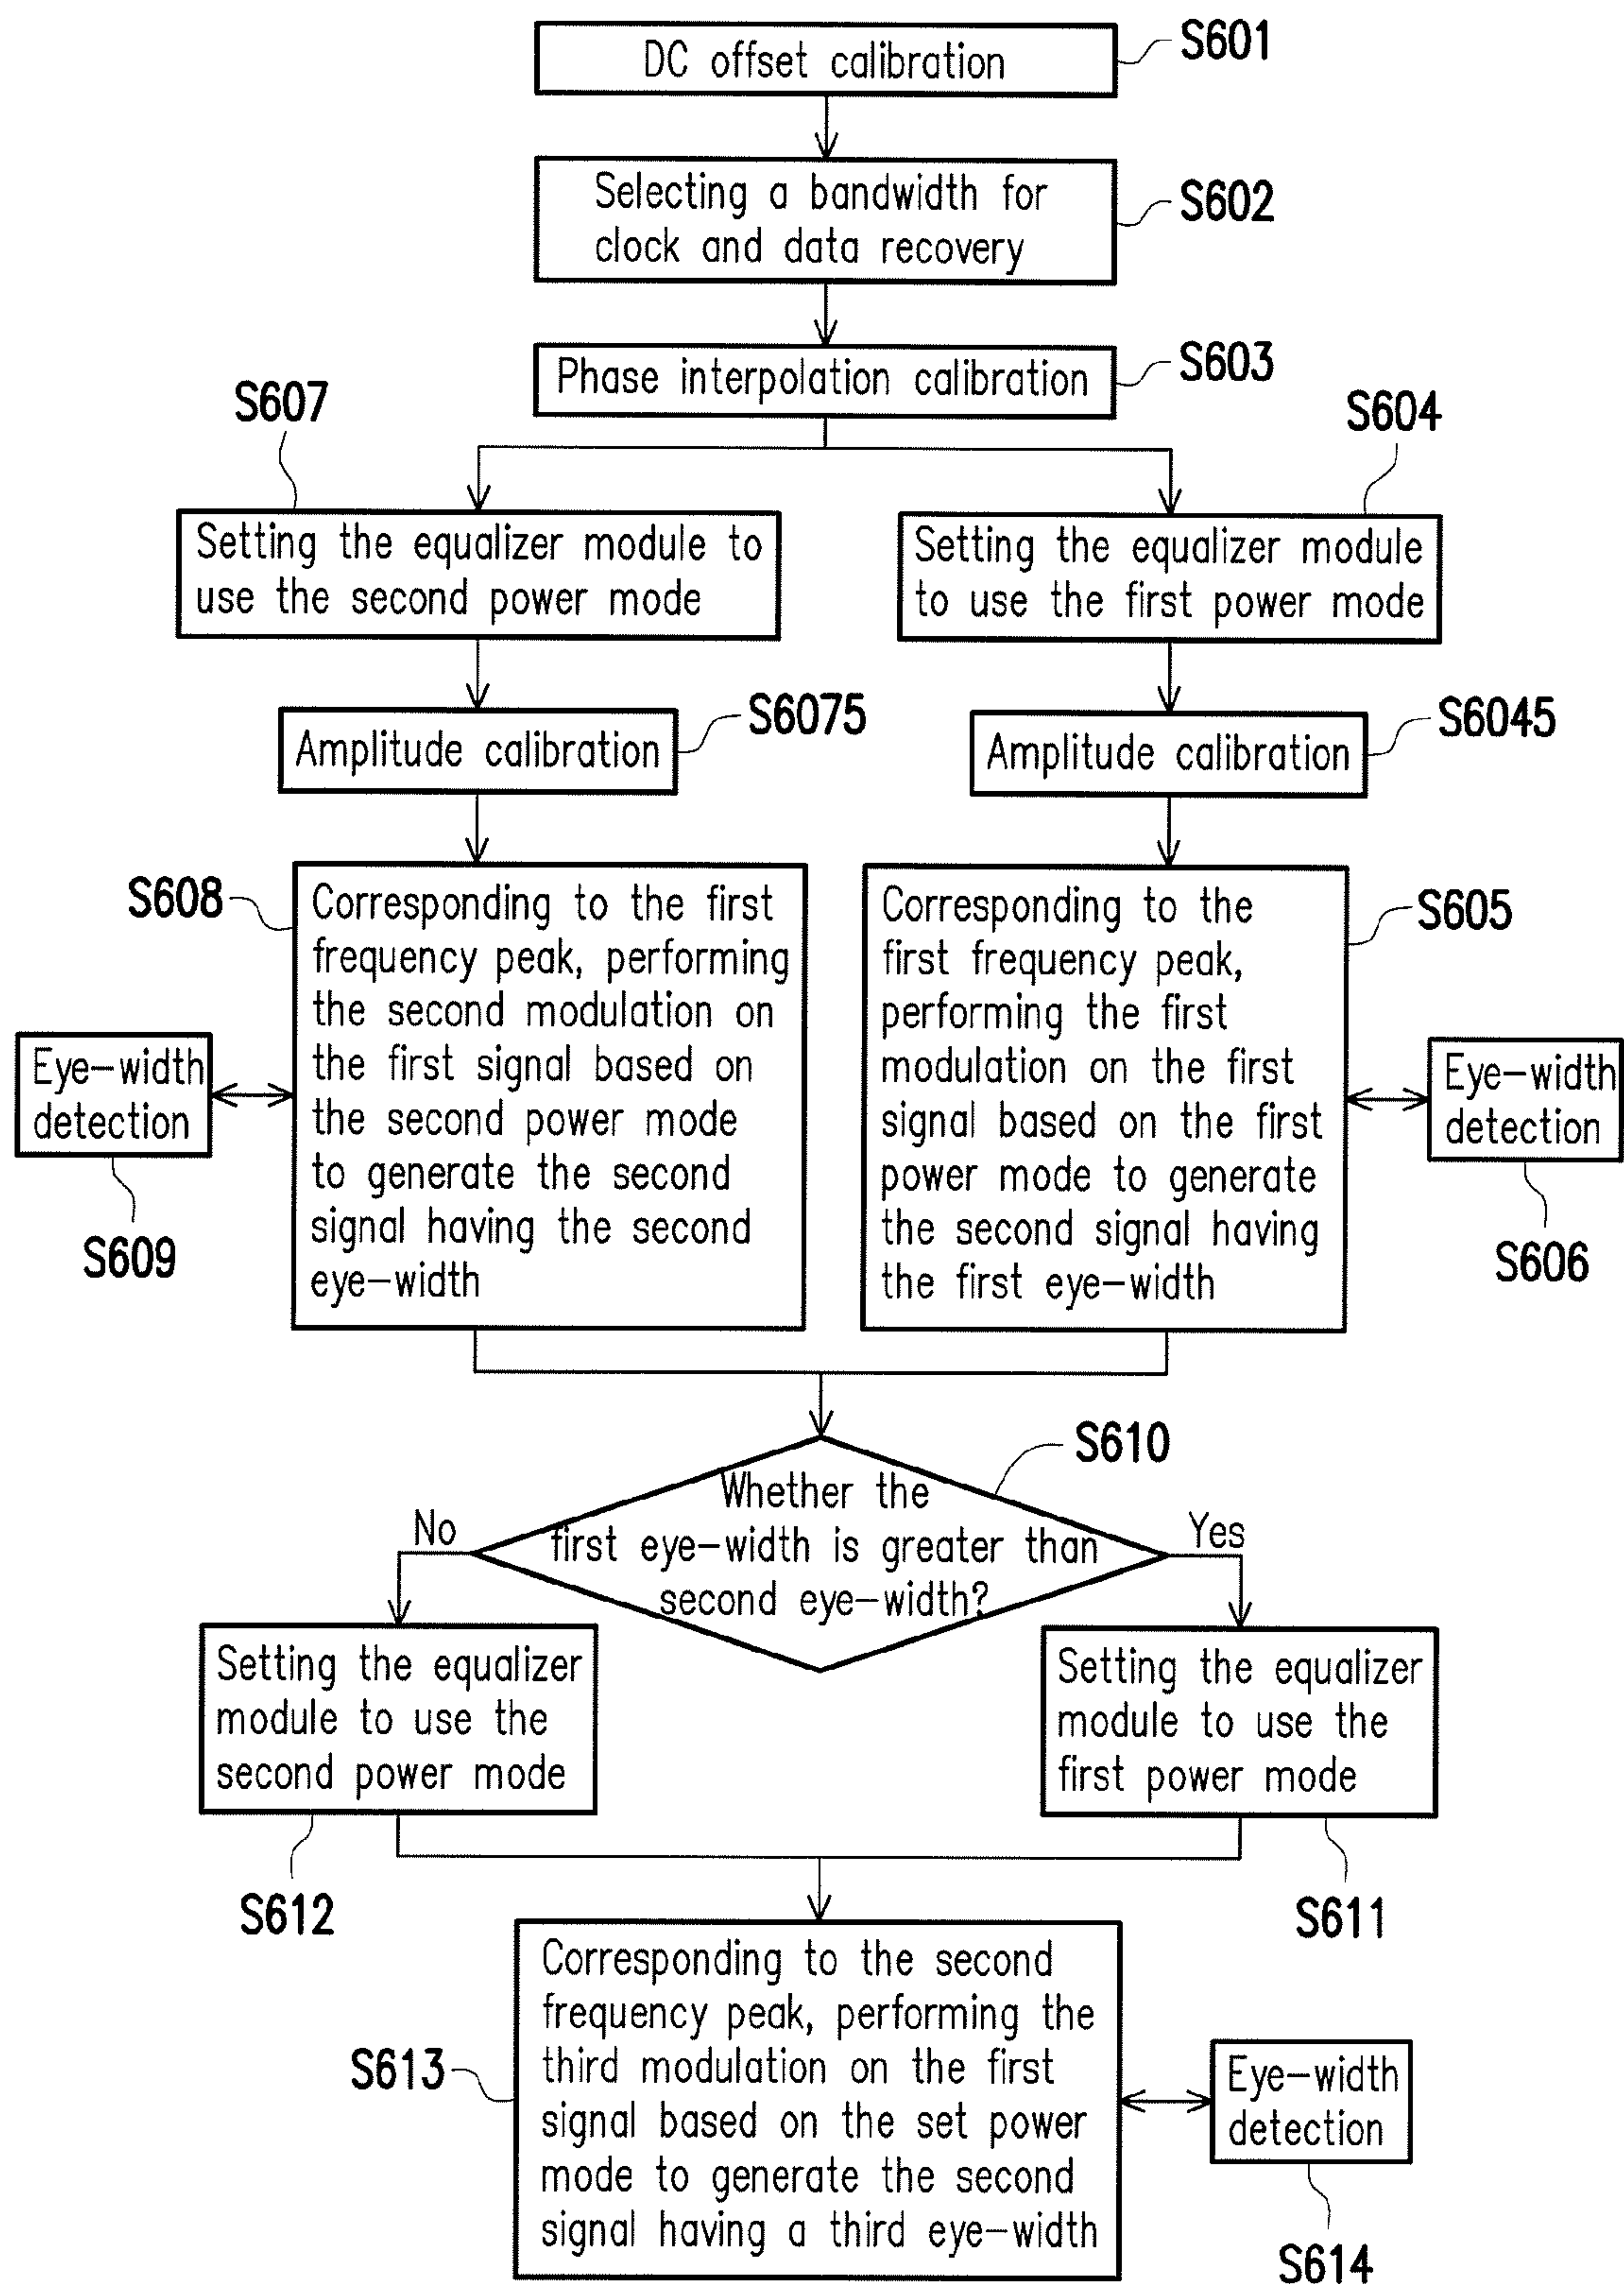 DC offset calibration
S601
Selecting a bandwidth for
clock and data recovery
S602
Phase interpolation calibration
S603
S607
S604
Setting the equalizer module to
use the second power mode
Setting the equalizer module
to use the first power mode
Amplitude calibration
S6075
Amplitude calibration
S6045
S608
Corresponding to the first
frequency peak, performing
the second modulation on
the first signal based on
the second power mode
to generate the second
signal having the second
eye-width
Corresponding to the
first frequency peak,
performing the first
modulation on the first
signal based on the first
power mode to generate
the second signal having
the first eye-width
S605
Eye-width
detection
S609
Eye-width
detection
S606
S610
Whether the
first eye-width is greater than
second eye-width?
No
Yes
Setting the equalizer
module to use the
second power mode
S612
Setting the equalizer
module to use the
first power mode
S611
Corresponding to the second
frequency peak, performing the
third modulation on the first
signal based on the set power
mode to generate the second
signal having a third eye-width
S613
Eye-width
detection
S614